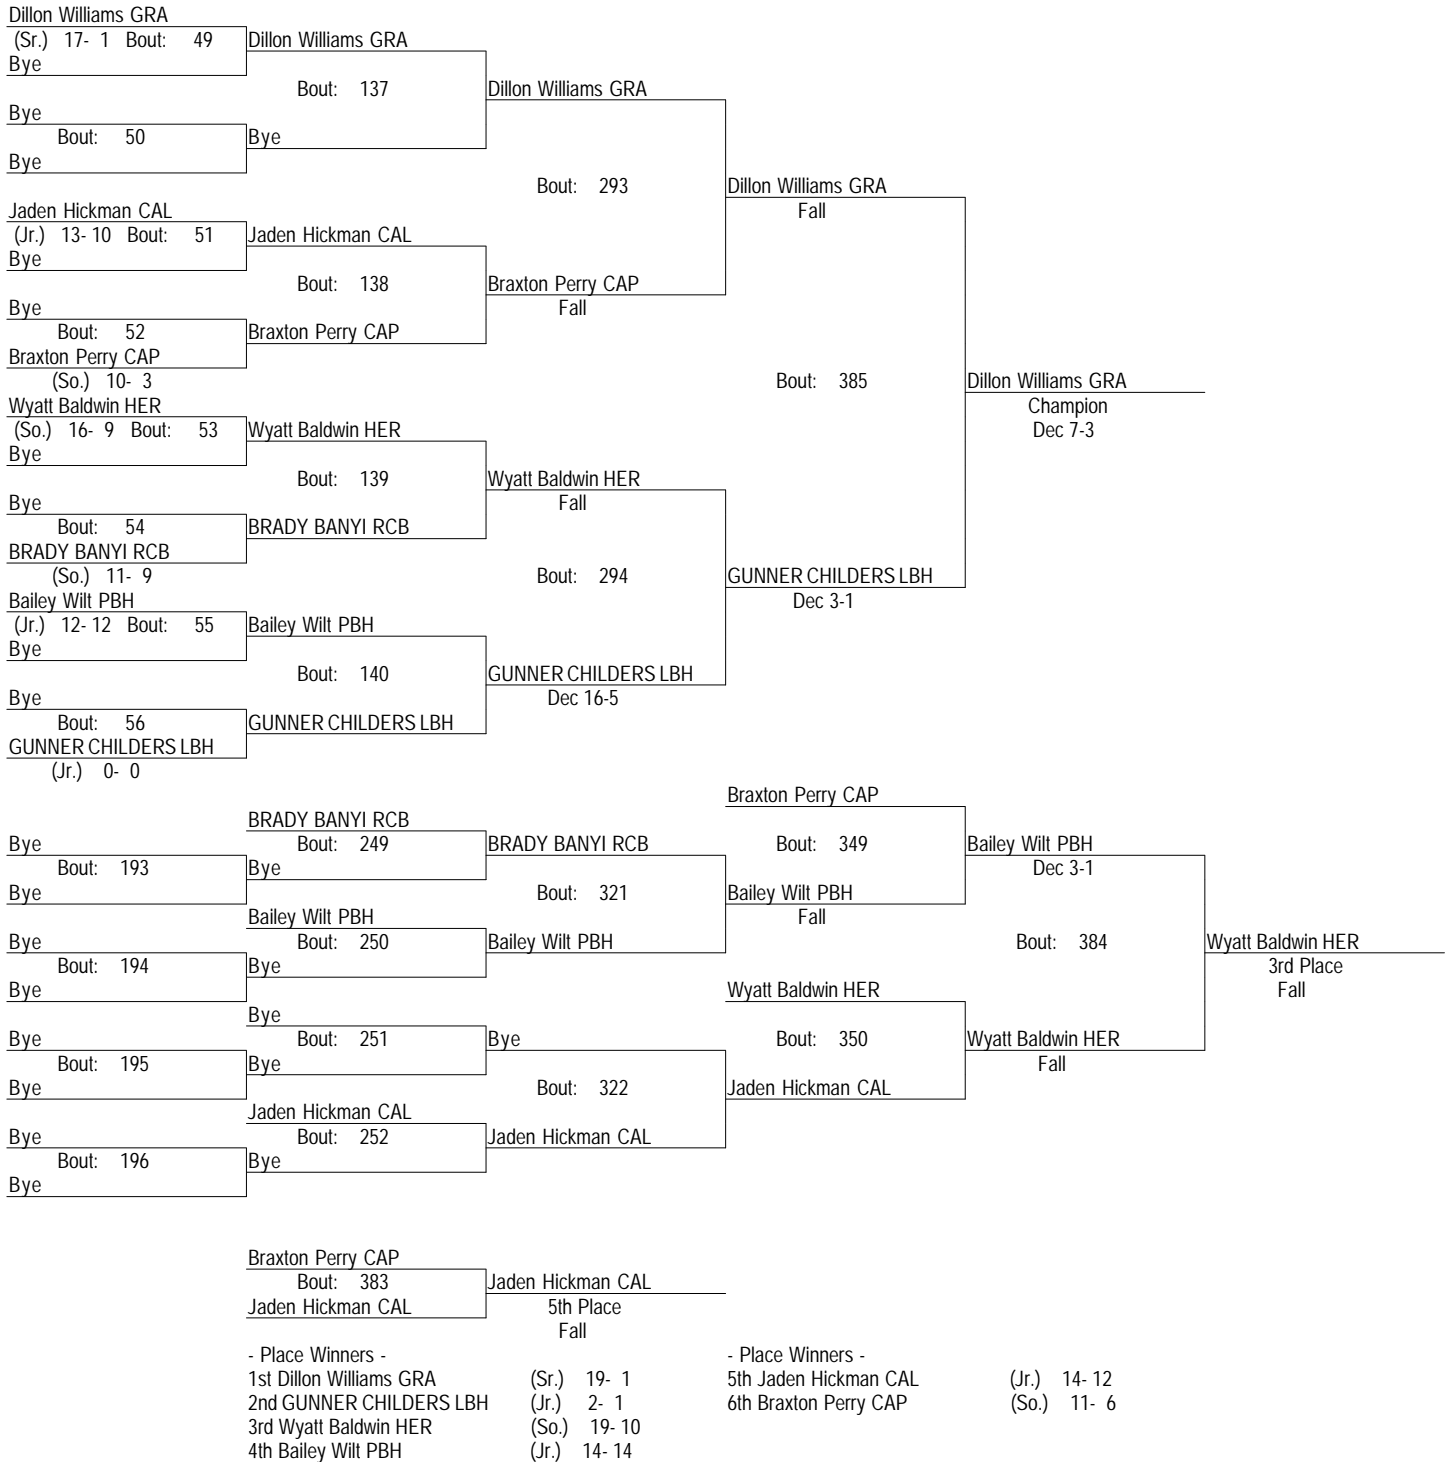 Dillon Williams GRA
(Sr.) 17- 1 Bout: 49 Dillon Williams GRA
Bye
Bout: 137 Dillon Williams GRA
Bye
Bout: 50 Bye
Bye
Bout: 293 Dillon Williams GRA
Fall
Jaden Hickman CAL
(Jr.) 13- 10 Bout: 51 Jaden Hickman CAL
Bye
Bout: 138 Braxton Perry CAP
Bye Fall
Bout: 52 Braxton Perry CAP
Braxton Perry CAP
(So.) 10- 3 Bout: 385 Dillon Williams GRA
Wyatt Baldwin HER Champion
(So.) 16- 9 Bout: 53 Wyatt Baldwin HER Dec 7-3
Bye
Bout: 139 Wyatt Baldwin HER
Bye Fall
Bout: 54 BRADY BANYI RCB
BRADY BANYI RCB
(So.) 11- 9 Bout: 294 GUNNER CHILDERS LBH
Bailey Wilt PBH Dec 3-1
(Jr.) 12- 12 Bout: 55 Bailey Wilt PBH
Bye
Bout: 140 GUNNER CHILDERS LBH
Bye Dec 16-5
Bout: 56 GUNNER CHILDERS LBH
GUNNER CHILDERS LBH
(Jr.) 0- 0
Braxton Perry CAP
BRADY BANYI RCB
Bye Bout: 249 BRADY BANYI RCB Bout: 349 Bailey Wilt PBH
Bout: 193 Bye Dec 3-1
Bye Bout: 321 Bailey Wilt PBH
Bailey Wilt PBH Fall
Bye Bout: 250 Bailey Wilt PBH Bout: 384 Wyatt Baldwin HER
Bout: 194 Bye 3rd Place
Bye Wyatt Baldwin HER Fall
Bye
Bye Bout: 251 Bye Bout: 350 Wyatt Baldwin HER
Bout: 195 Bye Fall
Bye Bout: 322 Jaden Hickman CAL
Jaden Hickman CAL
Bye Bout: 252 Jaden Hickman CAL
Bout: 196 Bye
Bye
Braxton Perry CAP
Bout: 383 Jaden Hickman CAL
Jaden Hickman CAL 5th Place
Fall
- Place Winners - - Place Winners -
1st Dillon Williams GRA (Sr.) 19- 1 5th Jaden Hickman CAL (Jr.) 14- 12
2nd GUNNER CHILDERS LBH (Jr.) 2- 1 6th Braxton Perry CAP (So.) 11- 6
3rd Wyatt Baldwin HER (So.) 19- 10
4th Bailey Wilt PBH (Jr.) 14- 14